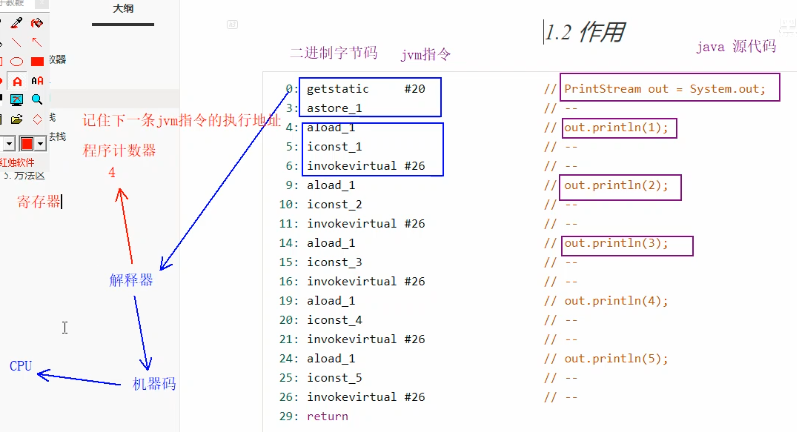 大纲
1.2 作用
二进制字节码 jvm指令
java 源代码
0: getstatic #20 // PrintStream out = System.out;
3: astore_1 // --
4: aload_1 // out.println(1);
5: iconst_1 // --
6: invokevirtual #26 // --
9: aload_1 // out.println(2);
10: iconst_2 // --
11: invokevirtual #26 // --
14: aload_1 // out.println(3);
15: iconst_3 // --
16: invokevirtual #26 // --
19: aload_1 // out.println(4);
20: iconst_4 // --
21: invokevirtual #26 // --
24: aload_1 // out.println(5);
25: iconst_5 // --
26: invokevirtual #26 // --
29: return
记住下一条jvm指令的执行地址
程序计数器
4
红烛软件
5. 方法区
寄存器
解释器
CPU
机器码